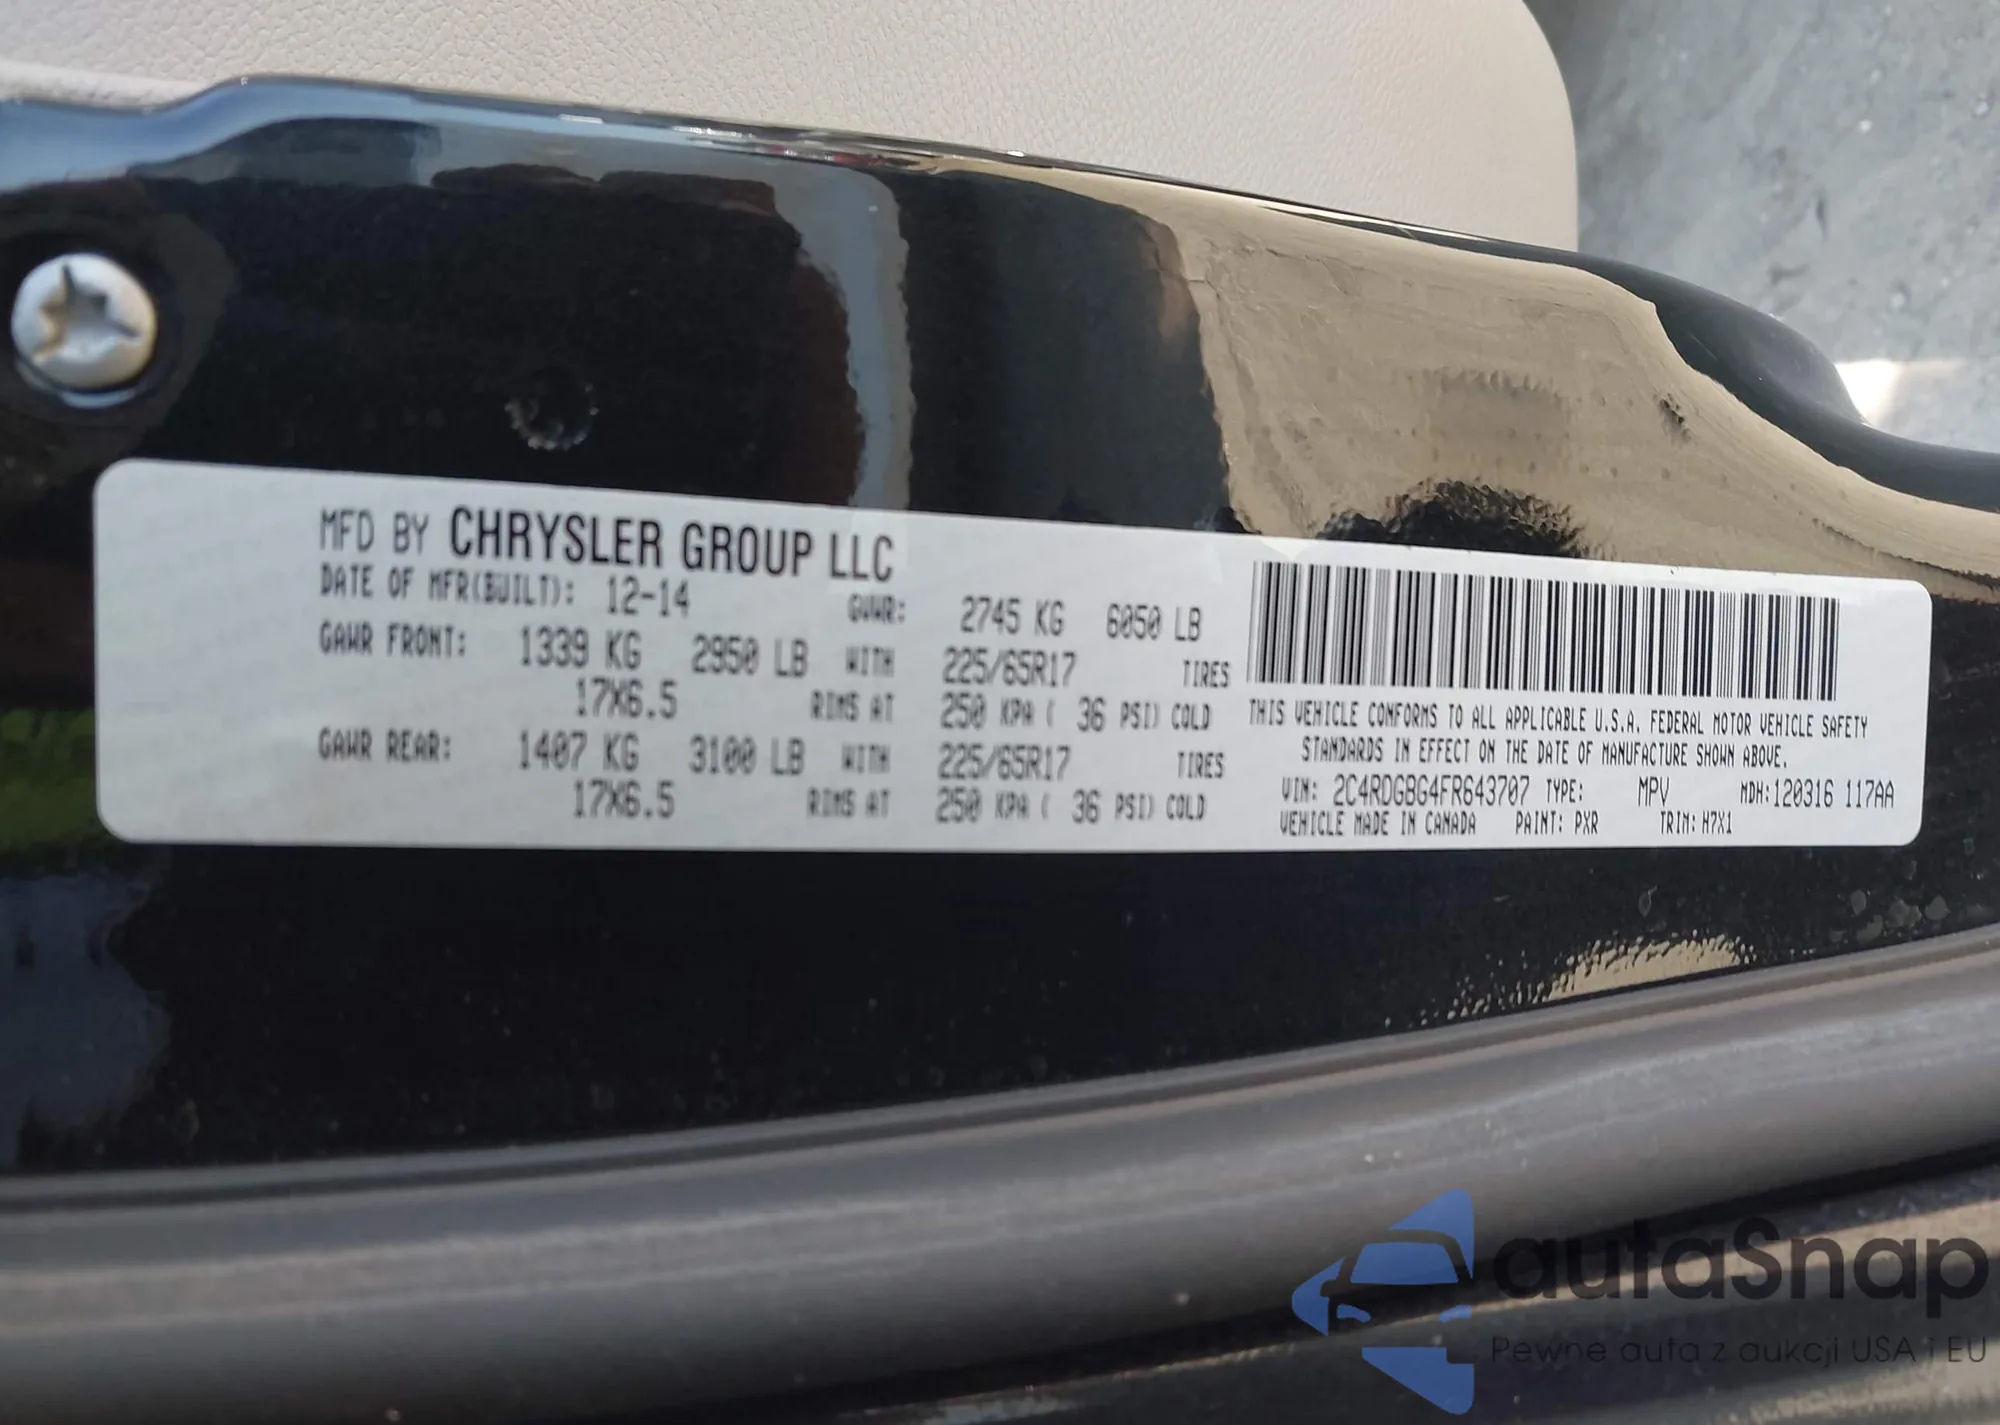 MFD BY CHRYSLER GROUP LLC
DATE OF MFR(BUILT): 12-14 GVWR: 2745 KG 6050 LB
GAWR FRONT: 1339 KG 2950 LB WITH 225/65R17 TIRES
17X6.5 RIMS AT 250 KPA ( 36 PSI) COLD
GAWR REAR: 1407 KG 3100 LB WITH 225/65R17 TIRES
17X6.5 RIMS AT 250 KPA ( 36 PSI) COLD
THIS VEHICLE CONFORMS TO ALL APPLICABLE U.S.A. FEDERAL MOTOR VEHICLE SAFETY
STANDARDS IN EFFECT ON THE DATE OF MANUFACTURE SHOWN ABOVE.
VIN: 2C4RDGBG4FR643707 TYPE: MPV MDH:120316 117AA
VEHICLE MADE IN CANADA PAINT: PXR TRIM: H7X1
autaSnap
Pewne auta z aukcji USA i EU